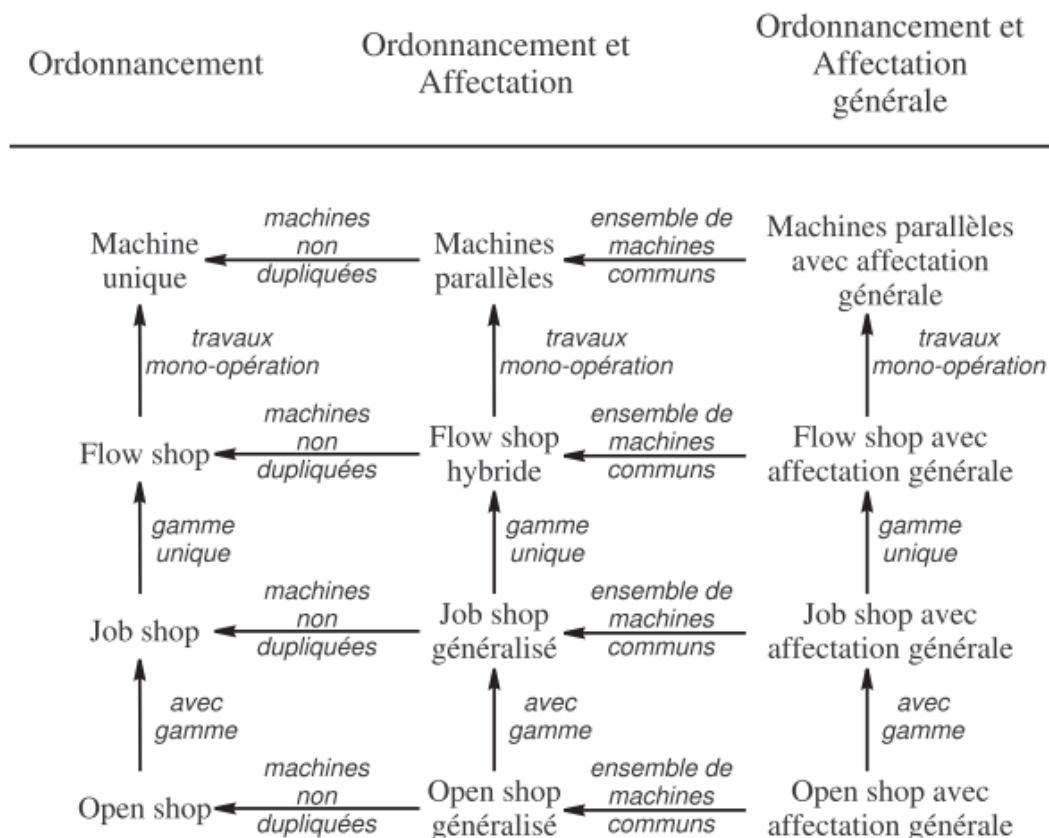 Ordonnancement
Ordonnancement et
Affectation
Ordonnancement et
Affectation
générale
Machine
unique
machines
non
dupliquées
Machines
parallèles
ensemble de
machines
communs
Machines parallèles
avec affectation
générale
travaux
mono-opération
travaux
mono-opération
travaux
mono-opération
Flow shop
machines
non
dupliquées
Flow shop
hybride
ensemble de
machines
communs
Flow shop avec
affectation générale
gamme
unique
gamme
unique
gamme
unique
Job shop
machines
non
dupliquées
Job shop
généralisé
ensemble de
machines
communs
Job shop avec
affectation générale
avec
gamme
avec
gamme
avec
gamme
Open shop
machines
non
dupliquées
Open shop
généralisé
ensemble de
machines
communs
Open shop avec
affectation générale